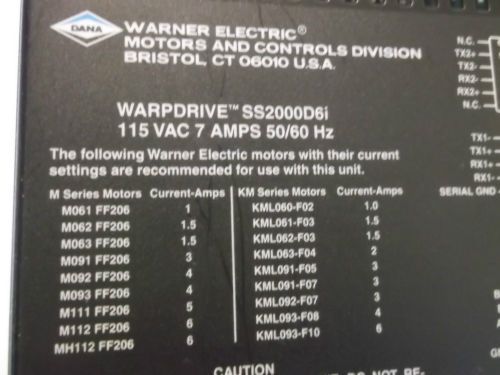 DANA
WARNER ELECTRIC®
MOTORS AND CONTROLS DIVISION
BRISTOL, CT 06010 U.S.A.
WARPDRIVE™ SS2000D6i
115 VAC 7 AMPS 50/60 Hz
The following Warner Electric motors with their current
settings are recommended for use with this unit.
M Series Motors Current-Amps KM Series Motors Current-Amps
M061 FF206 1 KML060-F02 1.0
M062 FF206 1.5 KML061-F03 1.5
M063 FF206 1.5 KML062-F03 1.5
M091 FF206 3 KML063-F04 2
M092 FF206 4 KML091-F05 3
M093 FF206 4 KML091-F07 3
M111 FF206 5 KML092-F07 3
M112 FF206 6 KML093-F08 4
MH112 FF206 6 KML093-F10 6
CAUTION
N.C.
TX2+
TX2-
RX2-
RX2+
N.C.
TX1-
TX1+
RX1+
RX1-
SERIAL GND